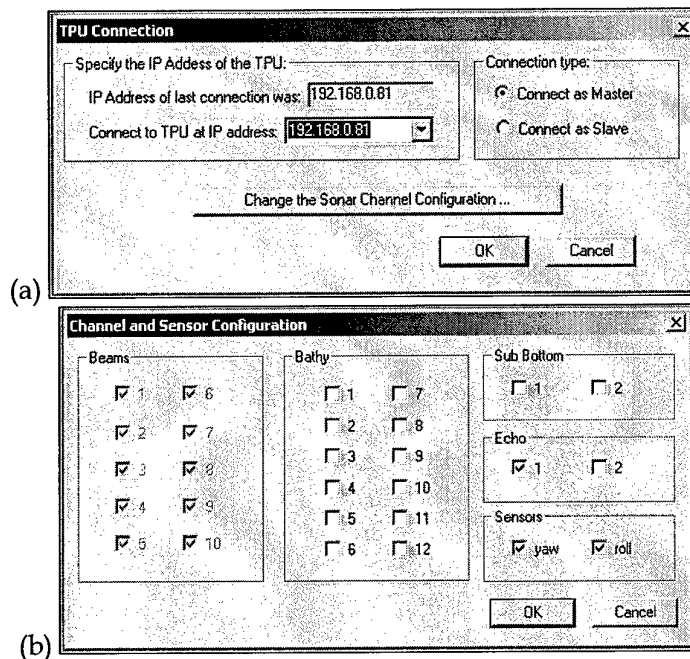 TPU Connection
Specify the IP Addess of the TPU:
IP Address of last connection was: 192.168.0.81
Connect to TPU at IP address: 192.168.0.81
Connection type:
Connect as Master
Connect as Slave
Change the Sonar Channel Configuration ...
OK Cancel
(a)
Channel and Sensor Configuration
Beams
1 6
2 7
3 8
4 9
5 10
Bathy
1 7
2 8
3 9
4 10
5 11
6 12
Sub Bottom
1 2
Echo
1 2
Sensors
yaw roll
OK Cancel
(b)